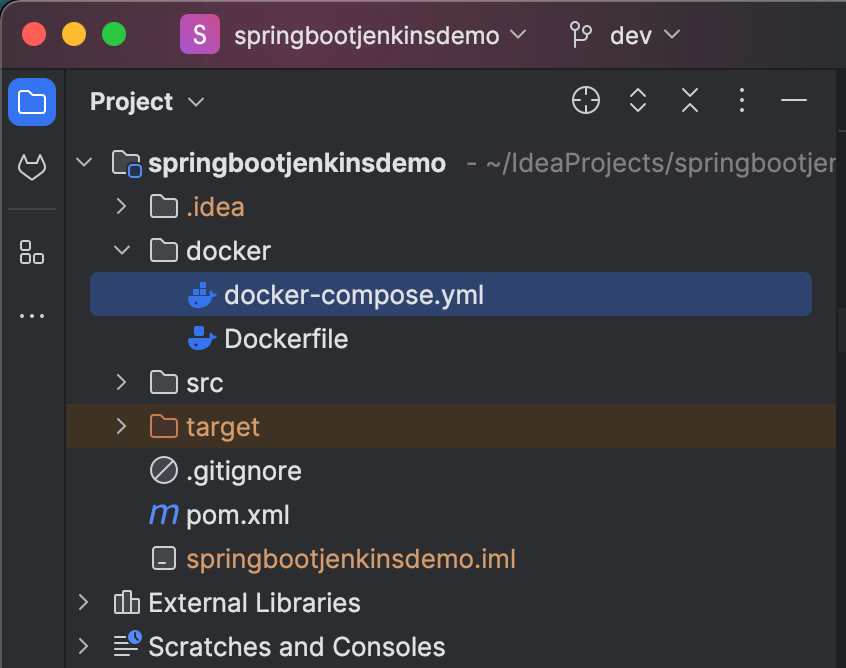 S springbootjenkinsdemo dev
Project
springbootjenkinsdemo - ~/IdeaProjects/springbootjer
.idea
docker
docker-compose.yml
Dockerfile
src
target
.gitignore
m pom.xml
springbootjenkinsdemo.iml
External Libraries
Scratches and Consoles